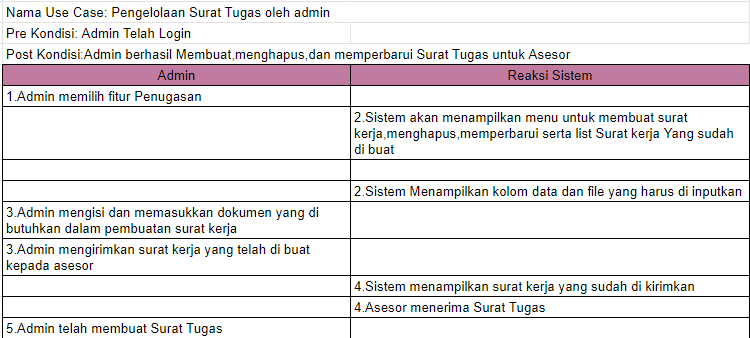 Nama Use Case: Pengelolaan Surat Tugas oleh admin
Pre Kondisi: Admin Telah Login
Post Kondisi:Admin berhasil Membuat,menghapus,dan memperbarui Surat Tugas untuk Asesor
Admin Reaksi Sistem
1.Admin memilih fitur Penugasan
2.Sistem akan menampilkan menu untuk membuat surat
kerja,menghapus,memperbarui serta list Surat kerja Yang sudah
di buat
2.Sistem Menampilkan kolom data dan file yang harus di inputkan
3.Admin mengisi dan memasukkan dokumen yang di
butuhkan dalam pembuatan surat kerja
3.Admin mengirimkan surat kerja yang telah di buat
kepada asesor
4.Sistem menampilkan surat kerja yang sudah di kirimkan
4.Asesor menerima Surat Tugas
5.Admin telah membuat Surat Tugas